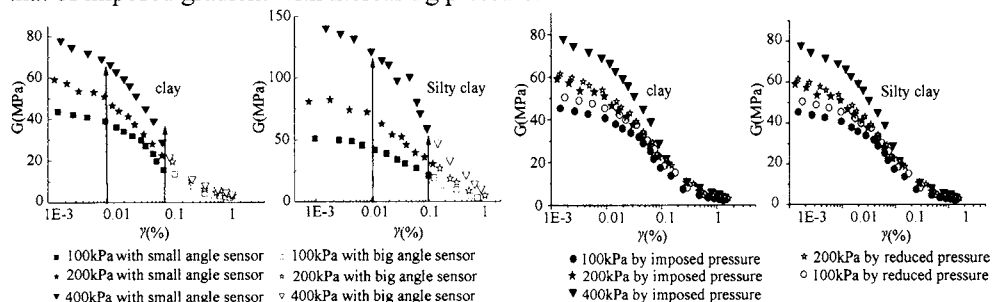 80
60
40
20
0
G(MPa)
clay
1E-3 0.01 0.1 1
γ(%)
150
100
50
0
G(MPa)
Silty clay
1E-3 0.01 0.1 1
γ(%)
100kPa with small angle sensor
200kPa with small angle sensor
400kPa with small angle sensor
100kPa with big angle sensor
200kPa with big angle sensor
400kPa with big angle sensor
80
60
40
20
0
G(MPa)
clay
1E-3 0.01 0.1 1
γ(%)
80
60
40
20
0
G(MPa)
Silty clay
1E-3 0.01 0.1 1
γ(%)
100kPa by imposed pressure
200kPa by imposed pressure
400kPa by imposed pressure
200kPa by reduced pressure
100kPa by reduced pressure